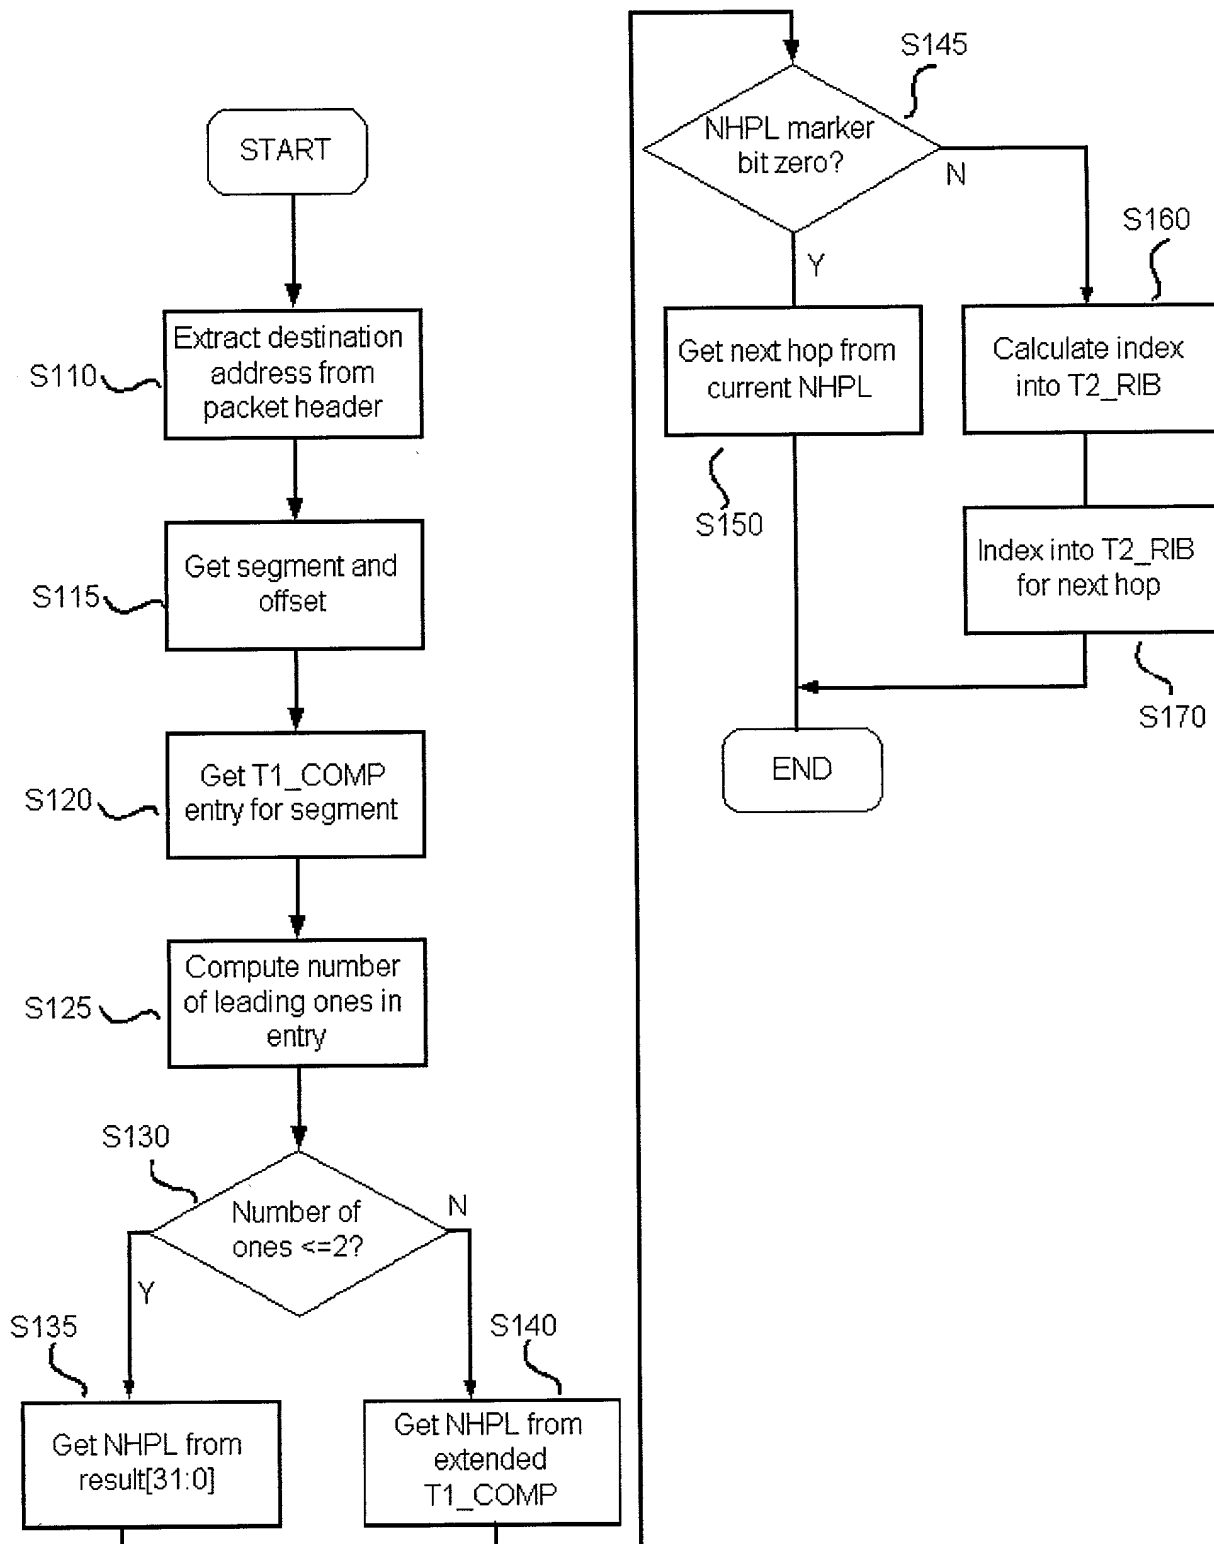 START
S110
Extract destination
address from
packet header
S115
Get segment and
offset
S120
Get T1_COMP
entry for segment
S125
Compute number
of leading ones in
entry
S130
Number of
ones <=2?
Y
N
S135
Get NHPL from
result[31:0]
S140
Get NHPL from
extended
T1_COMP
S145
NHPL marker
bit zero?
N
Y
S160
Get next hop from
current NHPL
S150
Calculate index
into T2_RIB
Index into T2_RIB
for next hop
S170
END